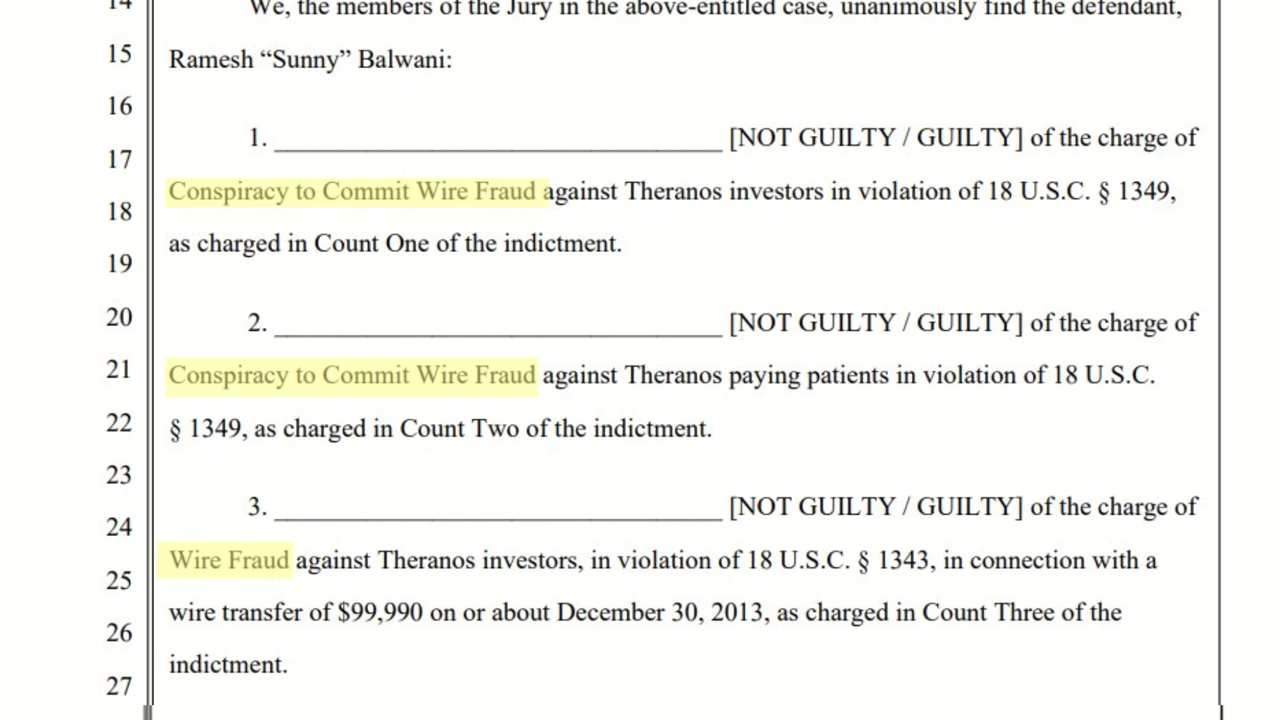 14 We, the members of the Jury in the above-entitled case, unanimously find the defendant,
15 Ramesh “Sunny” Balwani:
16
1. ________________ [NOT GUILTY / GUILTY] of the charge of
17
Conspiracy to Commit Wire Fraud against Theranos investors in violation of 18 U.S.C. § 1349,
18
as charged in Count One of the indictment.
19
20 2. ________________ [NOT GUILTY / GUILTY] of the charge of
21 Conspiracy to Commit Wire Fraud against Theranos paying patients in violation of 18 U.S.C.
22 § 1349, as charged in Count Two of the indictment.
23
3. ________________ [NOT GUILTY / GUILTY] of the charge of
24
Wire Fraud against Theranos investors, in violation of 18 U.S.C. § 1343, in connection with a
25
wire transfer of $99,990 on or about December 30, 2013, as charged in Count Three of the
26
indictment.
27